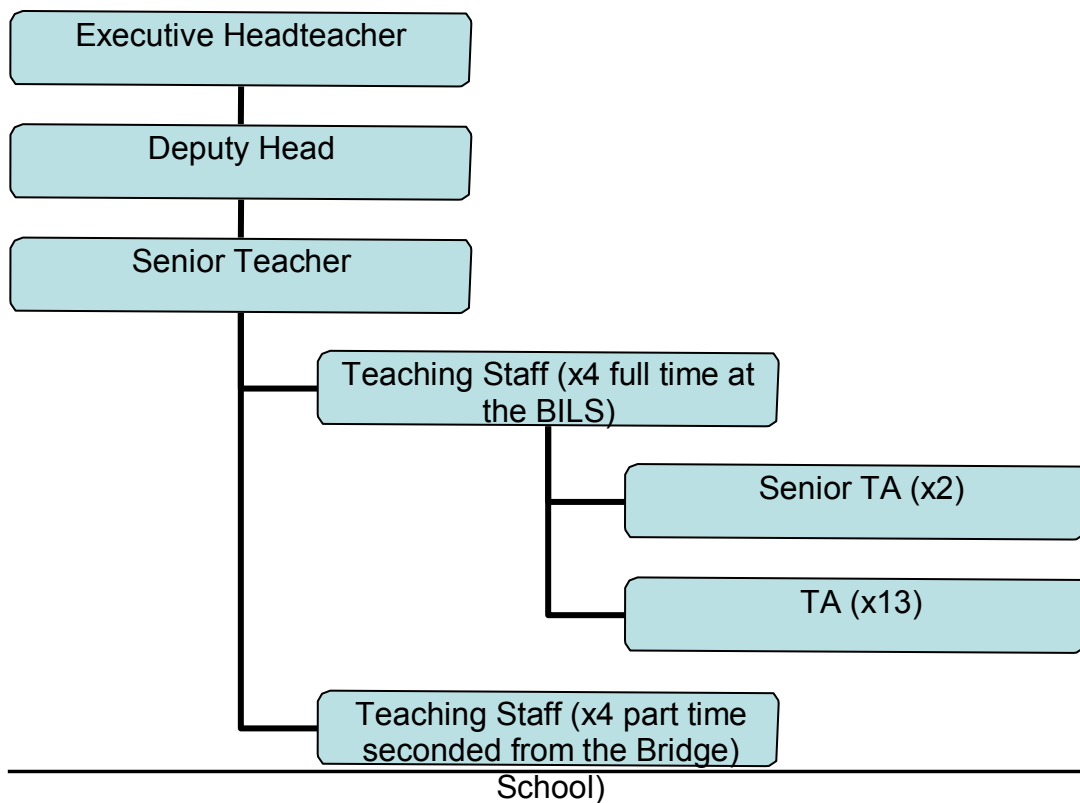 Executive Headteacher
Deputy Head
Senior Teacher
Teaching Staff (x4 full time at
the BILS)
Senior TA (x2)
TA (x13)
Teaching Staff (x4 part time
seconded from the Bridge)
School)